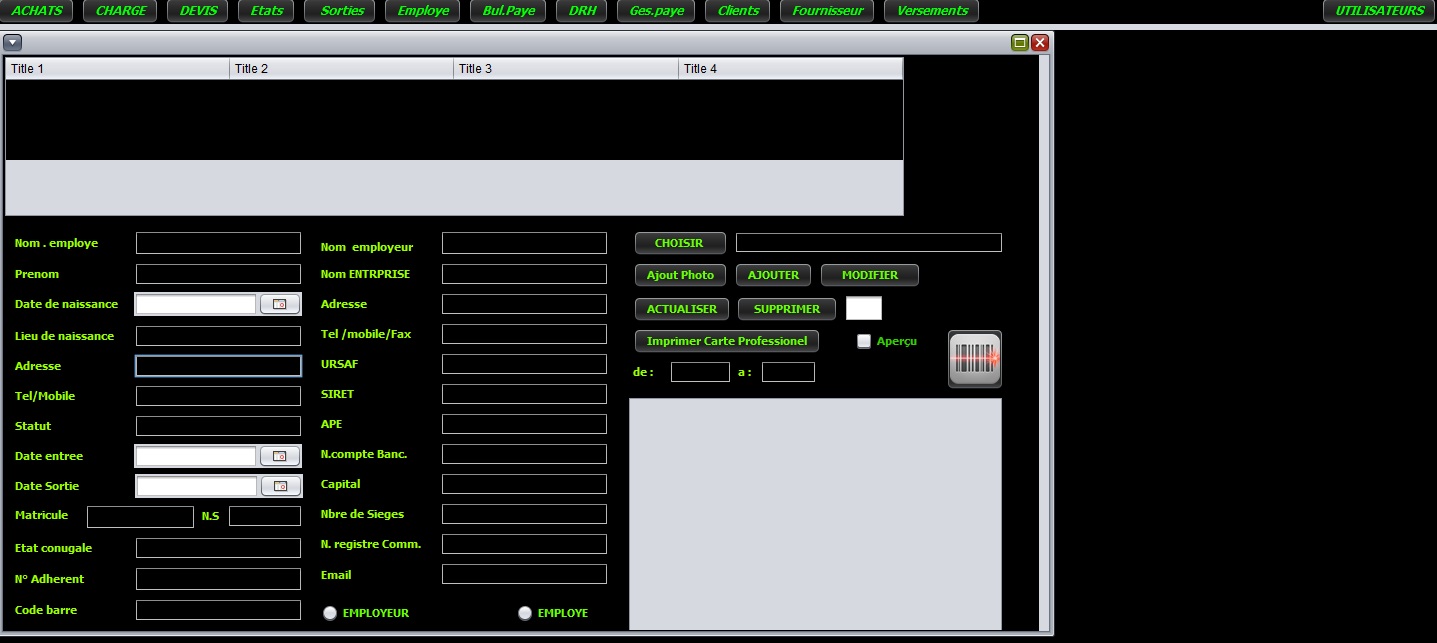 ACHATS CHARGE DEVIS Etats Sorties Employe Bul.Paye DRH Ges.paye Clients Fournisseur Versements UTILISATEURS
Title 1 Title 2 Title 3 Title 4
Nom . employe
Prenom
Date de naissance
Lieu de naissance
Adresse
Tel/Mobile
Statut
Date entree
Date Sortie
Matricule N.S
Etat conugale
N° Adherent
Code barre
Nom employeur
Nom ENTRPRISE
Adresse
Tel /mobile/Fax
URSAF
SIRET
APE
N.compte Banc.
Capital
Nbre de Sieges
N. registre Comm.
Email
EMPLOYEUR EMPLOYE
CHOISIR
Ajout Photo AJOUTER MODIFIER
ACTUALISER SUPPRIMER
Imprimer Carte Professionel Aperçu
de : a :